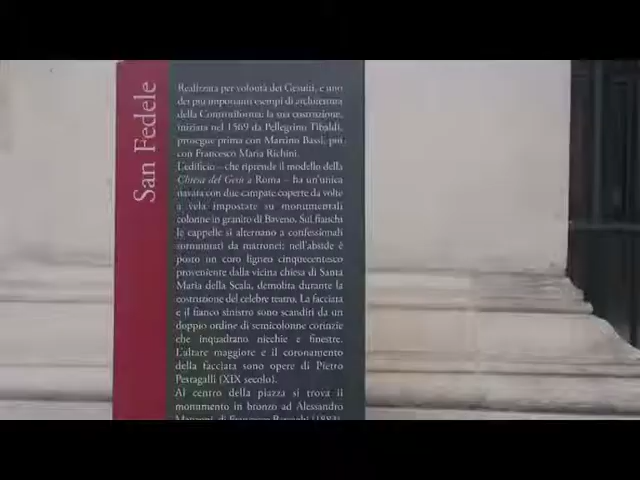 San Fedele
Realizzata per volontà dei Gesuiti, è uno
dei più importanti esempi di architettura
della Controriforma: la sua costruzione,
iniziata nel 1569 da Pellegrino Tibaldi,
prosegue prima con Martino Bassi, poi
con Francesco Maria Richini.
L'edificio – che riprende il modello della
Chiesa del Gesù a Roma – ha un'unica
navata con due campate coperte da volte
a vela impostate su monumentali
colonne in granito di Baveno. Sui fianchi
le cappelle si alternano a confessionali
sormontati da matronei; nell'abside è
posto un coro ligneo cinquecentesco
proveniente dalla vicina chiesa di Santa
Maria della Scala, demolita durante la
costruzione del celebre teatro. La facciata
e il fianco sinistro sono scanditi da un
doppio ordine di semicolonne corinzie
che inquadrano nicchie e finestre.
L'altare maggiore e il coronamento
della facciata sono opere di Pietro
Pestagalli (XIX secolo).
Al centro della piazza si trova il
monumento in bronzo ad Alessandro
Manzoni, di Francesco Barzaghi (1883).